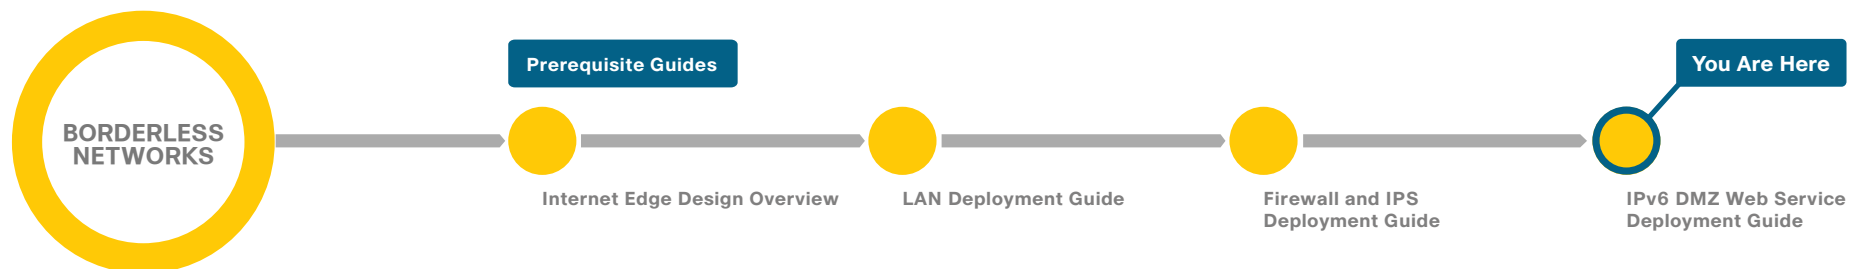 BORDERLESS
NETWORKS
Prerequisite Guides
You Are Here
Internet Edge Design Overview
LAN Deployment Guide
Firewall and IPS
Deployment Guide
IPv6 DMZ Web Service
Deployment Guide